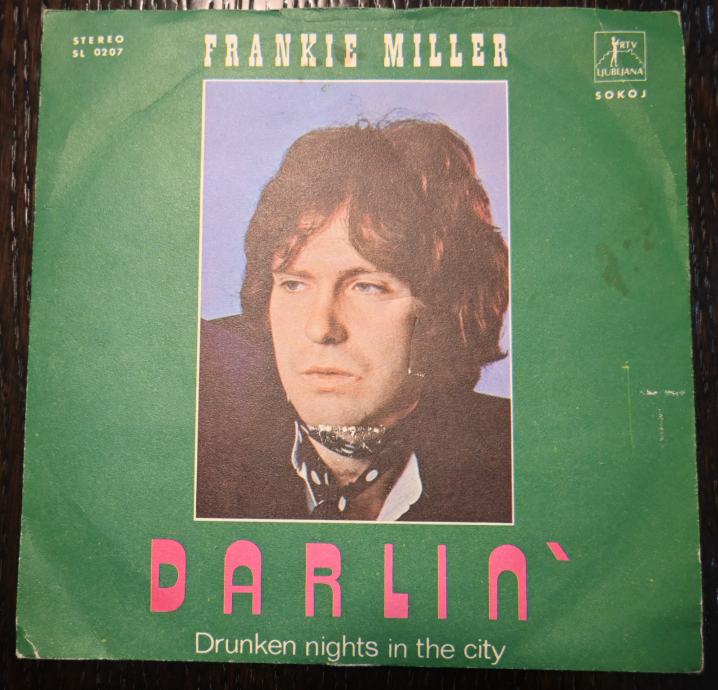 STEREO
SL 0207
FRANKIE MILLER
RTV
LJUBLJANA
SOKOJ
DARLIN`
Drunken nights in the city